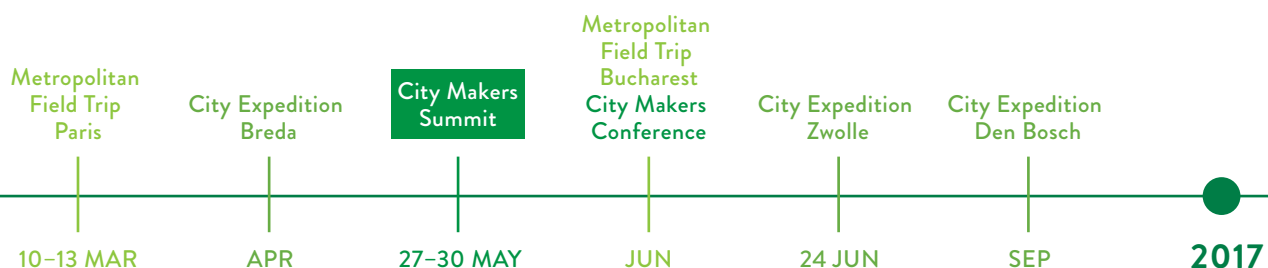 Metropolitan
Field Trip
Paris
10–13 MAR
City Expedition
Breda
APR
City Makers
Summit
27–30 MAY
Metropolitan
Field Trip
Bucharest
City Makers
Conference
JUN
City Expedition
Zwolle
24 JUN
City Expedition
Den Bosch
SEP
2017